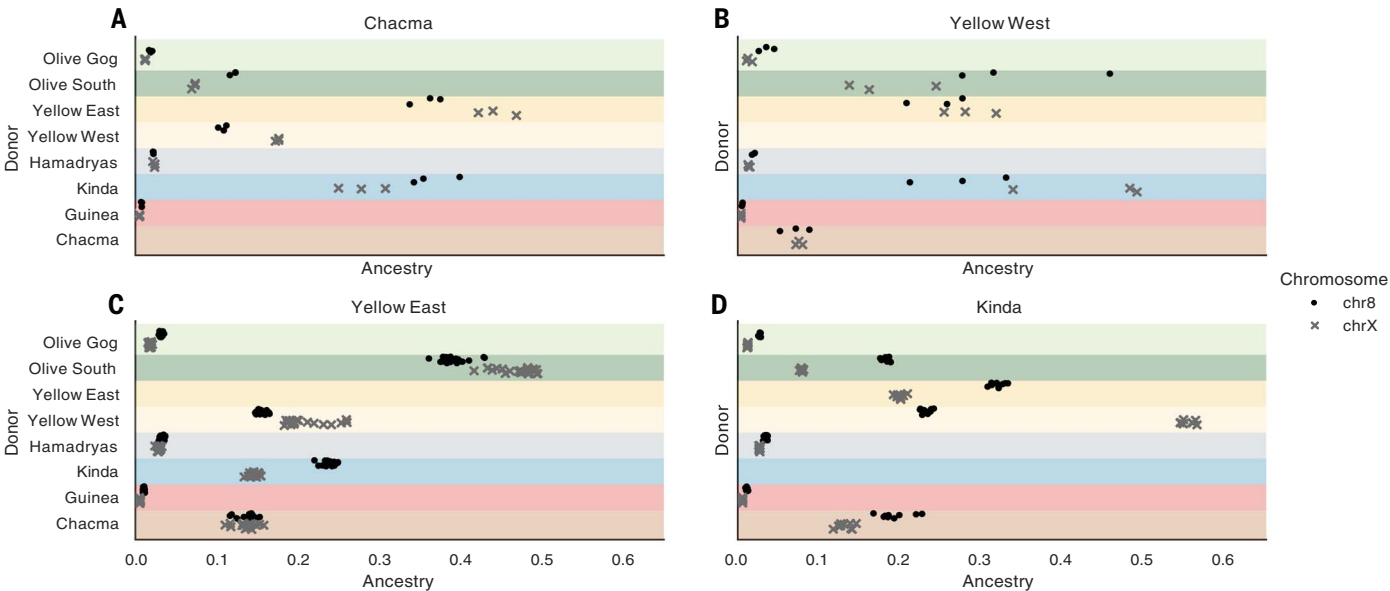 A Chacma
Donor
Olive Gog
Olive South
Yellow East
Yellow West
Hamadryas
Kinda
Guinea
Chacma
Ancestry
B Yellow West
Donor
Ancestry
C Yellow East
Donor
Olive Gog
Olive South
Yellow East
Yellow West
Hamadryas
Kinda
Guinea
Chacma
0.0 0.1 0.2 0.3 0.4 0.5 0.6
Ancestry
D Kinda
Donor
0.0 0.1 0.2 0.3 0.4 0.5 0.6
Ancestry
Chromosome
chr8
chrX